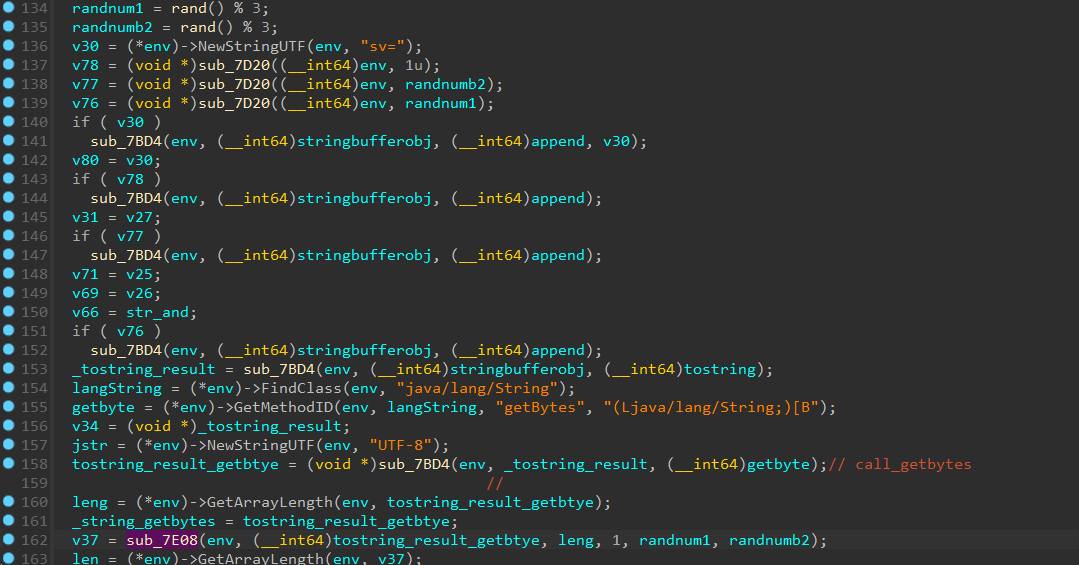 134 randnum1 = rand() % 3;
135 randnumb2 = rand() % 3;
136 v30 = (*env)->NewStringUTF(env, "sv=");
137 v78 = (void *)sub_7D20((__int64)env, 1u);
138 v77 = (void *)sub_7D20((__int64)env, randnumb2);
139 v76 = (void *)sub_7D20((__int64)env, randnum1);
140 if ( v30 )
141 sub_7BD4(env, (__int64)stringbufferobj, (__int64)append, v30);
142 v80 = v30;
143 if ( v78 )
144 sub_7BD4(env, (__int64)stringbufferobj, (__int64)append);
145 v31 = v27;
146 if ( v77 )
147 sub_7BD4(env, (__int64)stringbufferobj, (__int64)append);
148 v71 = v25;
149 v69 = v26;
150 v66 = str_and;
151 if ( v76 )
152 sub_7BD4(env, (__int64)stringbufferobj, (__int64)append);
153 _tostring_result = sub_7BD4(env, (__int64)stringbufferobj, (__int64)tostring);
154 langString = (*env)->FindClass(env, "java/lang/String");
155 getbyte = (*env)->GetMethodID(env, langString, "getBytes", "(Ljava/lang/String;)[B");
156 v34 = (void *)_tostring_result;
157 jstr = (*env)->NewStringUTF(env, "UTF-8");
158 tostring_result_getbtye = (void *)sub_7BD4(env, _tostring_result, (__int64)getbyte);// call_getbytes
159 //
160 leng = (*env)->GetArrayLength(env, tostring_result_getbtye);
161 _string_getbytes = tostring_result_getbtye;
162 v37 = sub_7E08(env, (__int64)tostring_result_getbtye, leng, 1, randnum1, randnumb2);
163 len = (*env)->GetArrayLength(env, v37);